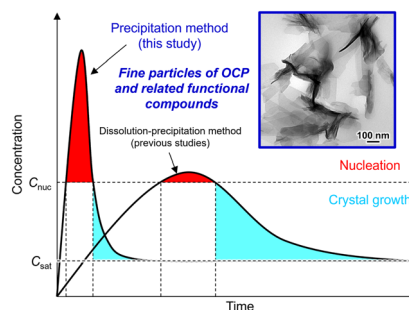 Precipitation method
(this study)
Fine particles of OCP
and related functional
compounds
Dissolution-precipitation method
(previous studies)
100 nm
Nucleation
Crystal growth
Concentration
Cnuc
Csat
Time